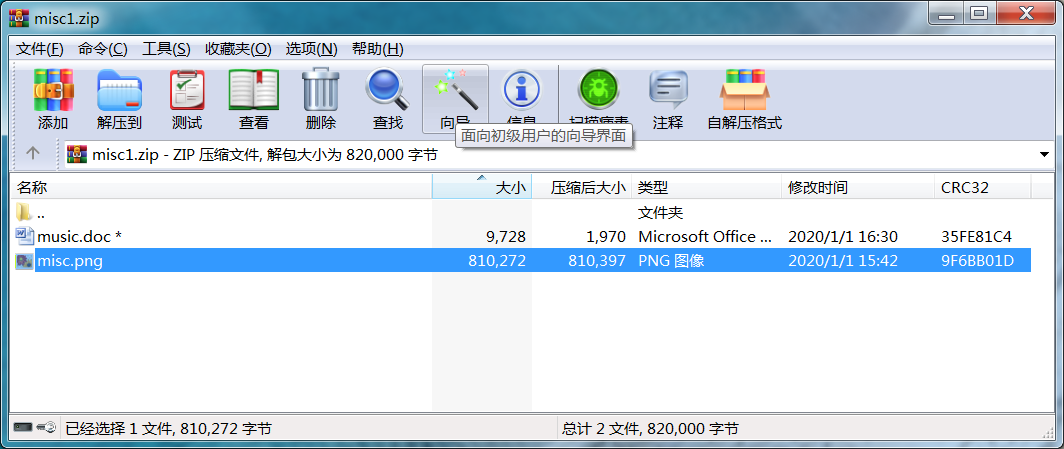 misc1.zip
文件(F) 命令(C) 工具(S) 收藏夹(O) 选项(N) 帮助(H)
添加 解压到 测试 查看 删除 查找 向导 信息 扫描病毒 注释 自解压格式
面向初级用户的向导界面
misc1.zip - ZIP 压缩文件, 解包大小为 820,000 字节
名称 大小 压缩后大小 类型 修改时间 CRC32
.. 文件夹
music.doc * 9,728 1,970 Microsoft Office ... 2020/1/1 16:30 35FE81C4
misc.png 810,272 810,397 PNG 图像 2020/1/1 15:42 9F6BB01D
已经选择 1 文件, 810,272 字节 总计 2 文件, 820,000 字节